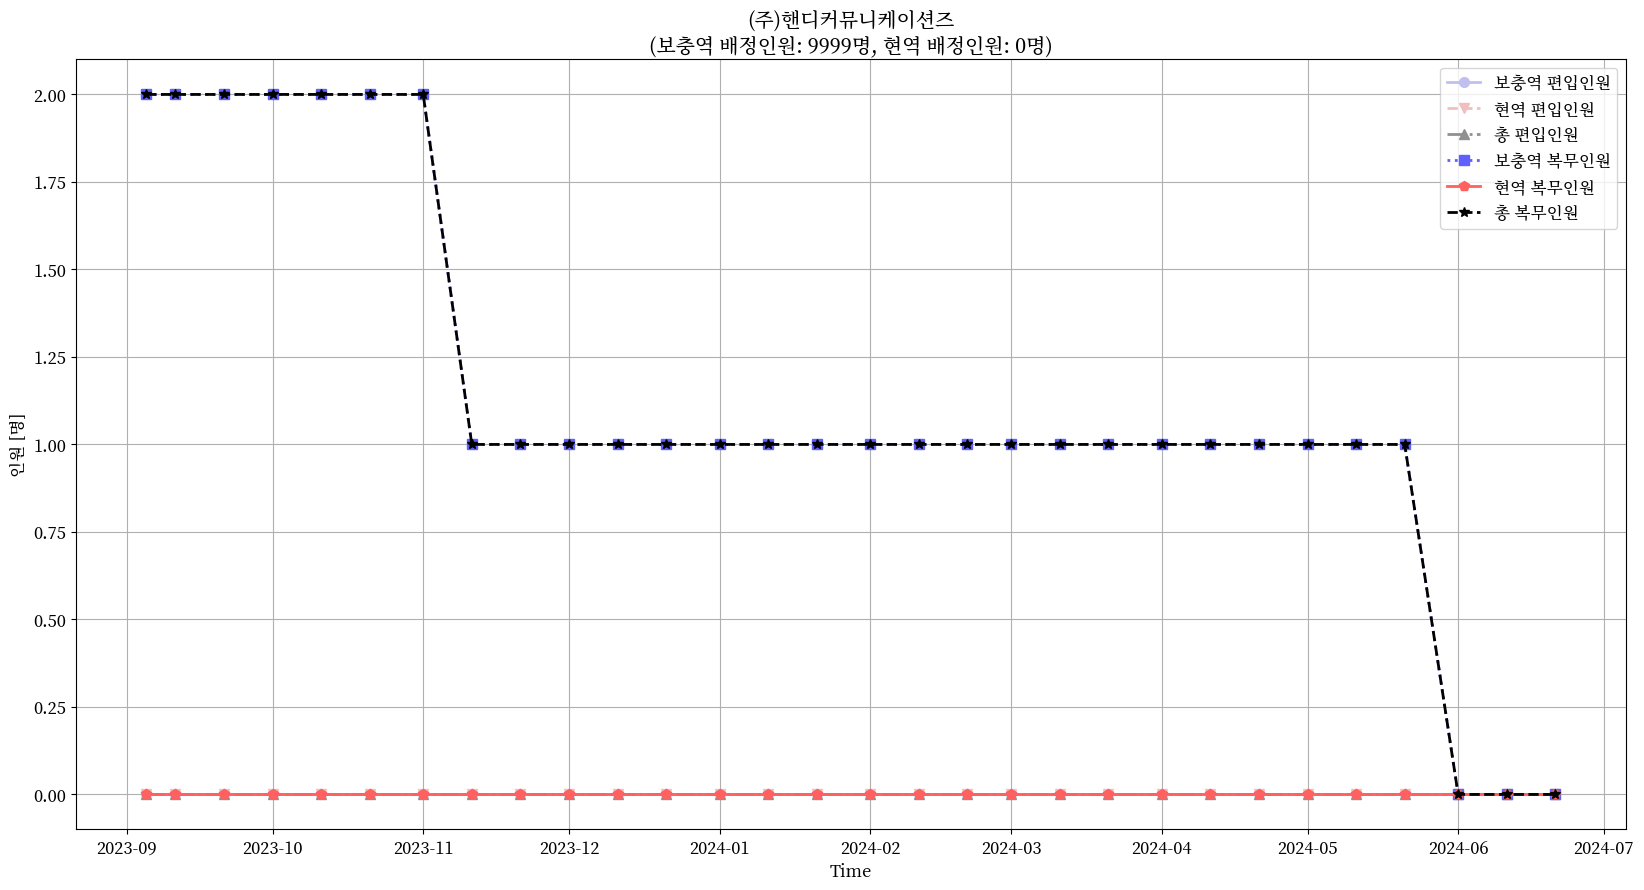 (주)핸디커뮤니케이션즈
(보충역 배정인원: 9999명, 현역 배정인원: 0명)
보충역 편입인원
현역 편입인원
총 편입인원
보충역 복무인원
현역 복무인원
총 복무인원
인원 [명]
2.00
1.75
1.50
1.25
1.00
0.75
0.50
0.25
0.00
2023-09 2023-10 2023-11 2023-12 2024-01 2024-02 2024-03 2024-04 2024-05 2024-06 2024-07
Time